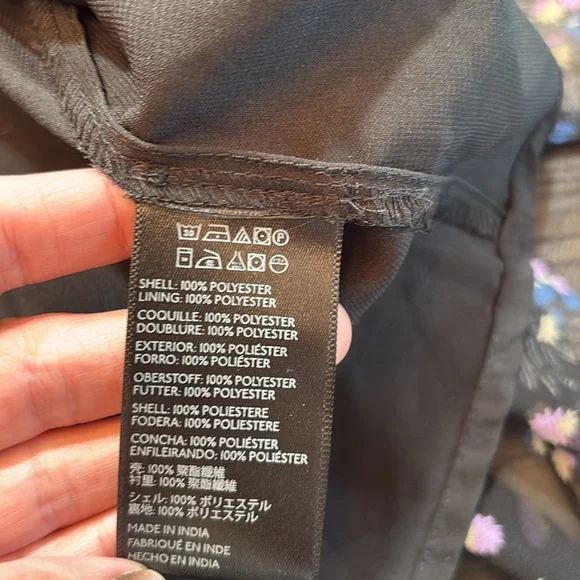 SHELL: 100% POLYESTER
LINING: 100% POLYESTER
COQUILLE: 100% POLYESTER
DOUBLURE: 100% POLYESTER
EXTERIOR: 100% POLIÉSTER
FORRO: 100% POLIÉSTER
OBERSTOFF: 100% POLYESTER
FUTTER: 100% POLYESTER
SHELL: 100% POLIESTERE
FODERA: 100% POLIESTERE
CONCHA: 100% POLYESTER
ENFILEIRANDO: 100% POLYESTER
壳: 100% 聚酯纖維
衬里: 100% 聚酯纖維
シェル: 100% ポリエステル
裏地: 100% ポリエステル
MADE IN INDIA
FABRIQUÉ EN INDE
HECHO EN INDIA